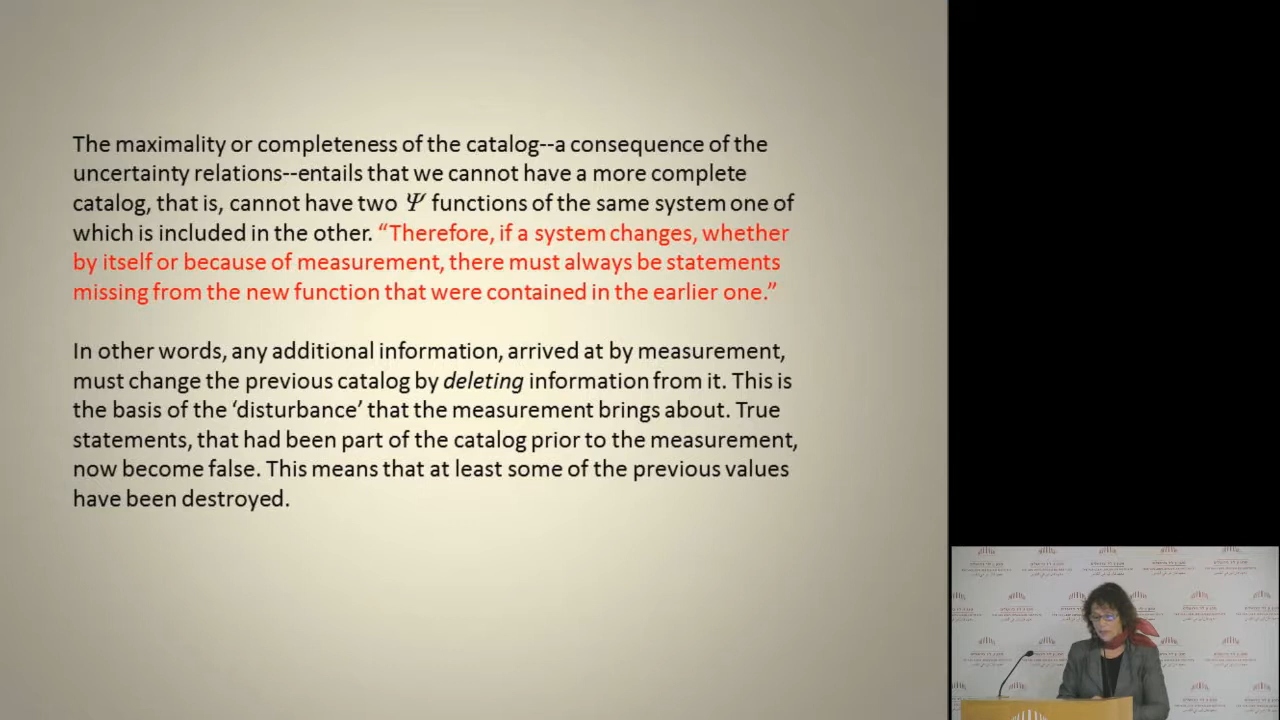 The maximality or completeness of the catalog--a consequence of the
uncertainty relations--entails that we cannot have a more complete
catalog, that is, cannot have two Ψ functions of the same system one of
which is included in the other. “Therefore, if a system changes, whether
by itself or because of measurement, there must always be statements
missing from the new function that were contained in the earlier one.”
In other words, any additional information, arrived at by measurement,
must change the previous catalog by deleting information from it. This is
the basis of the ‘disturbance’ that the measurement brings about. True
statements, that had been part of the catalog prior to the measurement,
now become false. This means that at least some of the previous values
have been destroyed.